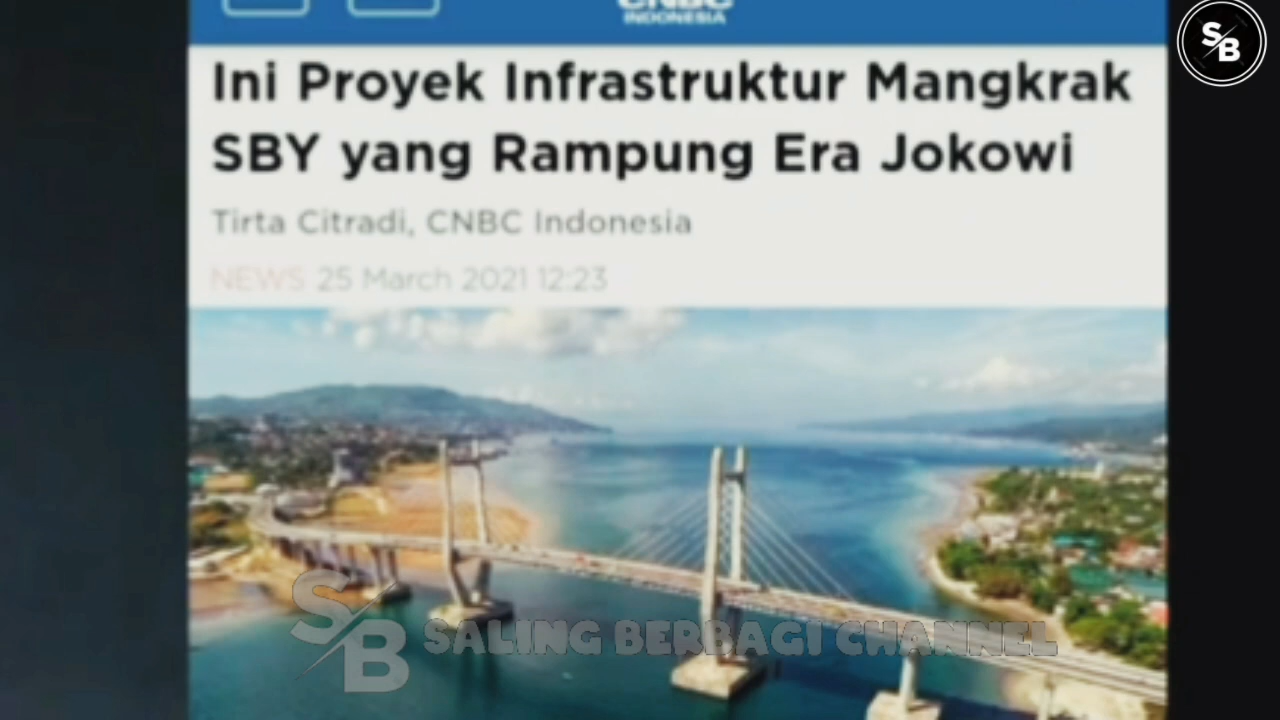 CNBC
INDONESIA
SB
Ini Proyek Infrastruktur Mangkrak
SBY yang Rampung Era Jokowi
Tirta Citradi, CNBC Indonesia
NEWS 25 March 2021 12:23
SB SALING BERBAGI CHANNEL